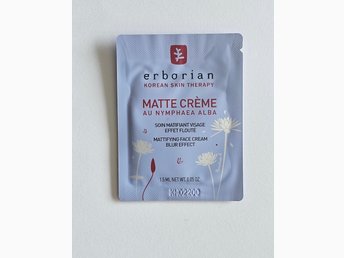 erborian
KOREAN SKIN THERAPY
MATTE CRÈME
AU NYMPHAEA ALBA
SOIN MATIFIANT VISAGE
EFFET FLOUTÉ
MATTIFYING FACE CREAM
BLUR EFFECT
1.5 ML NET WT. 0.05 OZ